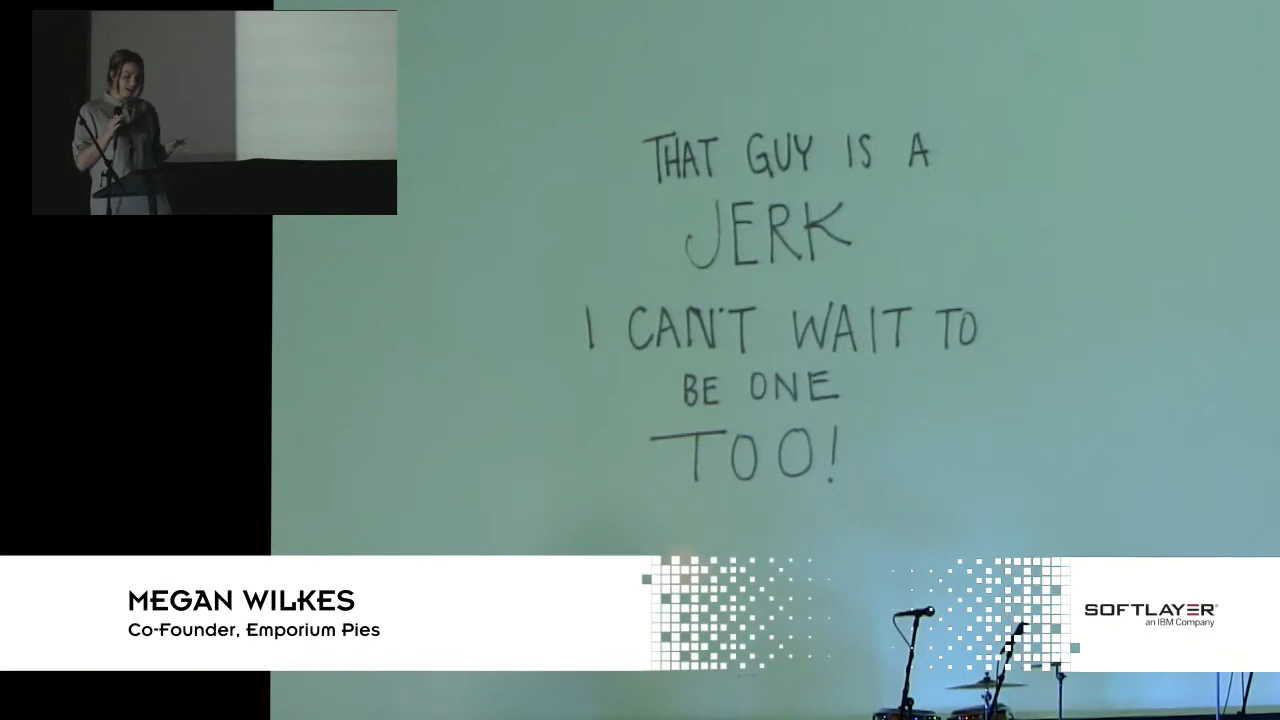 THAT GUY IS A
JERK
I CAN'T WAIT TO
BE ONE
TOO!
MEGAN WILKES
Co-Founder, Emporium Pies
SOFTLAYER
an IBM Company